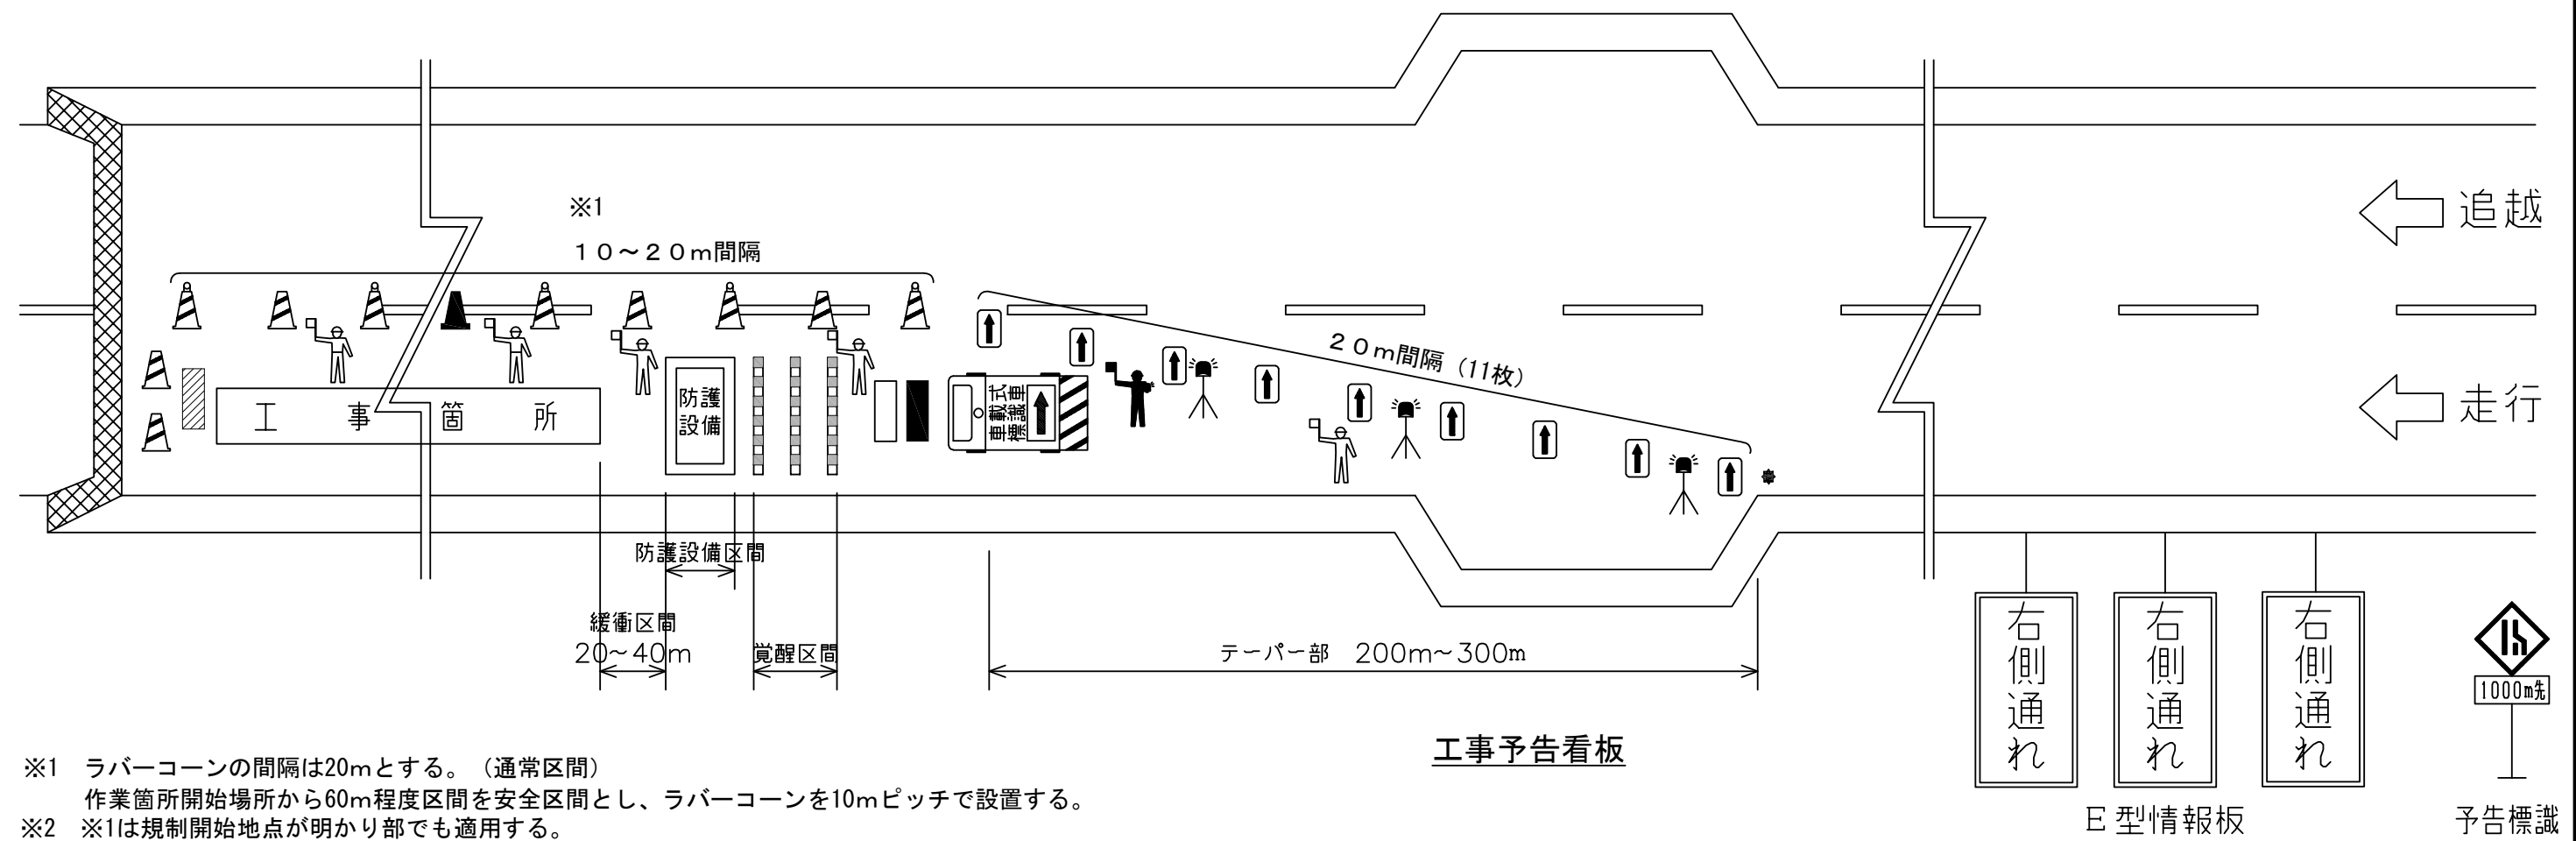 ※1
１０～２０ｍ間隔
追越
２０ｍ間隔（11枚）
走行
工　事　箇　所
防護
設備
車載式
標識車
防護設備区間
緩衝区間
20～40m
覚醒区間
テーパー部　200m～300m
右側通れ
右側通れ
右側通れ
1000m先
工事予告看板
E型情報板
予告標識
※1　ラバーコーンの間隔は20mとする。（通常区間）
作業箇所開始場所から60m程度区間を安全区間とし、ラバーコーンを10mピッチで設置する。
※2　※1は規制開始地点が明かり部でも適用する。